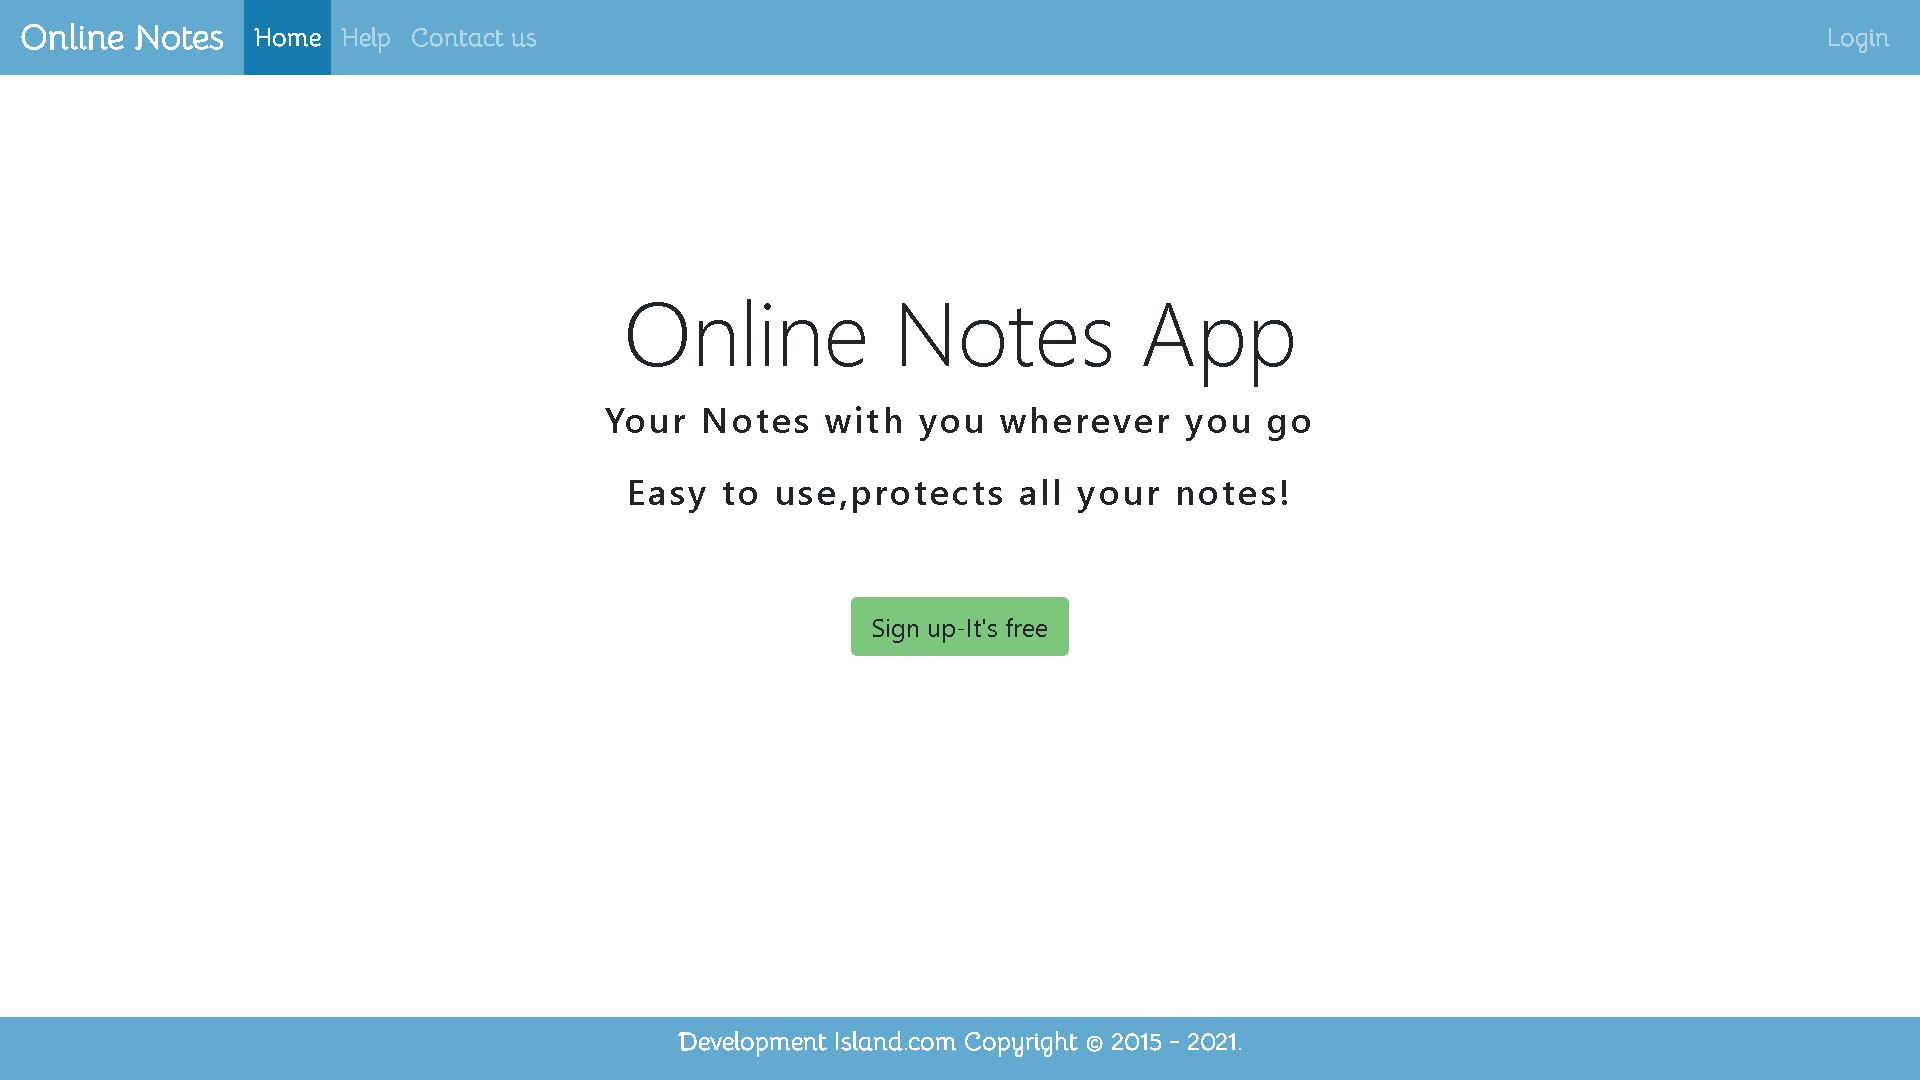 Online Notes Home Help Contact us Login
Online Notes App
Your Notes with you wherever you go
Easy to use,protects all your notes!
Sign up-It's free
Development Island.com Copyright © 2015 - 2021.